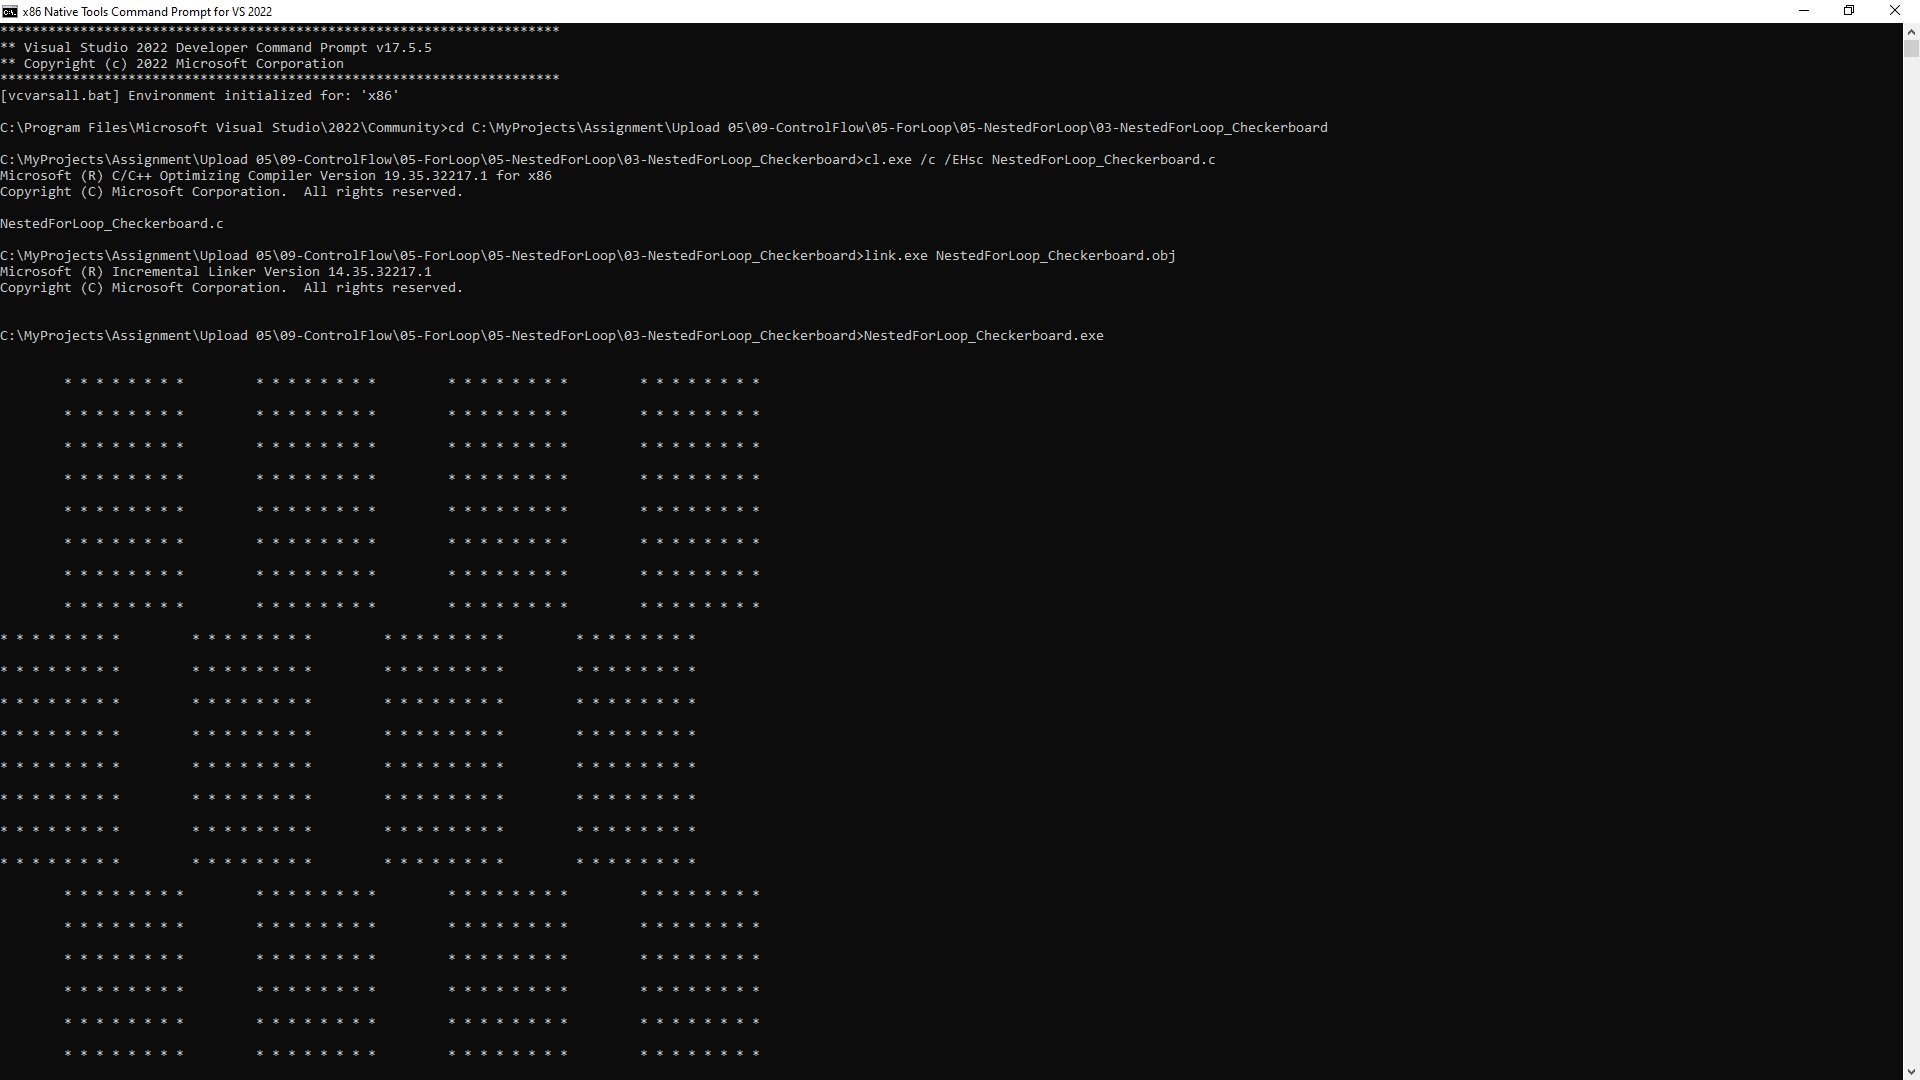 x86 Native Tools Command Prompt for VS 2022
**********************************************************************
** Visual Studio 2022 Developer Command Prompt v17.5.5
** Copyright (c) 2022 Microsoft Corporation
**********************************************************************
[vcvarsall.bat] Environment initialized for: 'x86'
C:\Program Files\Microsoft Visual Studio\2022\Community>cd C:\MyProjects\Assignment\Upload 05\09-ControlFlow\05-ForLoop\05-NestedForLoop\03-NestedForLoop_Checkerboard
C:\MyProjects\Assignment\Upload 05\09-ControlFlow\05-ForLoop\05-NestedForLoop\03-NestedForLoop_Checkerboard>cl.exe /c /EHsc NestedForLoop_Checkerboard.c
Microsoft (R) C/C++ Optimizing Compiler Version 19.35.32217.1 for x86
Copyright (C) Microsoft Corporation.  All rights reserved.
NestedForLoop_Checkerboard.c
C:\MyProjects\Assignment\Upload 05\09-ControlFlow\05-ForLoop\05-NestedForLoop\03-NestedForLoop_Checkerboard>link.exe NestedForLoop_Checkerboard.obj
Microsoft (R) Incremental Linker Version 14.35.32217.1
Copyright (C) Microsoft Corporation.  All rights reserved.
C:\MyProjects\Assignment\Upload 05\09-ControlFlow\05-ForLoop\05-NestedForLoop\03-NestedForLoop_Checkerboard>NestedForLoop_Checkerboard.exe
        * * * * * * * *         * * * * * * * *         * * * * * * * *         * * * * * * * *
        * * * * * * * *         * * * * * * * *         * * * * * * * *         * * * * * * * *
        * * * * * * * *         * * * * * * * *         * * * * * * * *         * * * * * * * *
        * * * * * * * *         * * * * * * * *         * * * * * * * *         * * * * * * * *
        * * * * * * * *         * * * * * * * *         * * * * * * * *         * * * * * * * *
        * * * * * * * *         * * * * * * * *         * * * * * * * *         * * * * * * * *
        * * * * * * * *         * * * * * * * *         * * * * * * * *         * * * * * * * *
        * * * * * * * *         * * * * * * * *         * * * * * * * *         * * * * * * * *
* * * * * * * *         * * * * * * * *         * * * * * * * *         * * * * * * * *
* * * * * * * *         * * * * * * * *         * * * * * * * *         * * * * * * * *
* * * * * * * *         * * * * * * * *         * * * * * * * *         * * * * * * * *
* * * * * * * *         * * * * * * * *         * * * * * * * *         * * * * * * * *
* * * * * * * *         * * * * * * * *         * * * * * * * *         * * * * * * * *
* * * * * * * *         * * * * * * * *         * * * * * * * *         * * * * * * * *
* * * * * * * *         * * * * * * * *         * * * * * * * *         * * * * * * * *
* * * * * * * *         * * * * * * * *         * * * * * * * *         * * * * * * * *
        * * * * * * * *         * * * * * * * *         * * * * * * * *         * * * * * * * *
        * * * * * * * *         * * * * * * * *         * * * * * * * *         * * * * * * * *
        * * * * * * * *         * * * * * * * *         * * * * * * * *         * * * * * * * *
        * * * * * * * *         * * * * * * * *         * * * * * * * *         * * * * * * * *
        * * * * * * * *         * * * * * * * *         * * * * * * * *         * * * * * * * *
        * * * * * * * *         * * * * * * * *         * * * * * * * *         * * * * * * * *